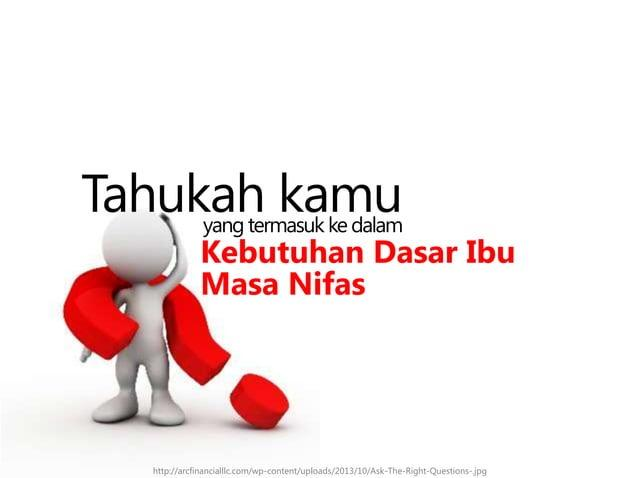 Tahukah kamu
yang termasuk ke dalam
Kebutuhan Dasar Ibu
Masa Nifas
http://arcfinancialllc.com/wp-content/uploads/2013/10/Ask-The-Right-Questions-.jpg